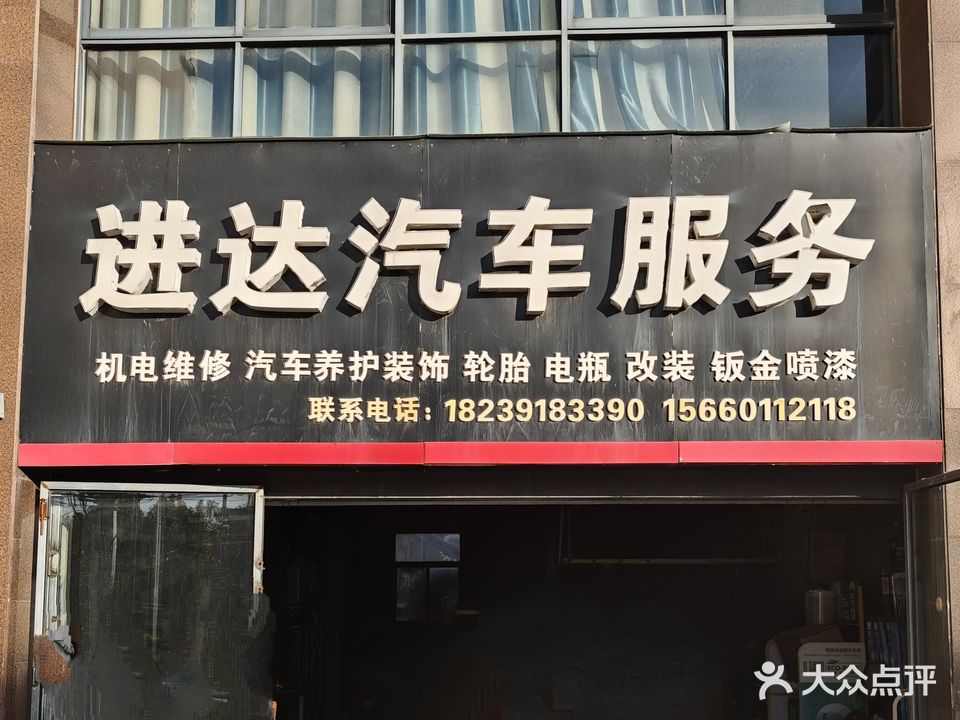 进达汽车服务
机电维修 汽车养护装饰 轮胎 电瓶 改装 钣金喷漆
联系电话：18239183390 15660112118
大众点评